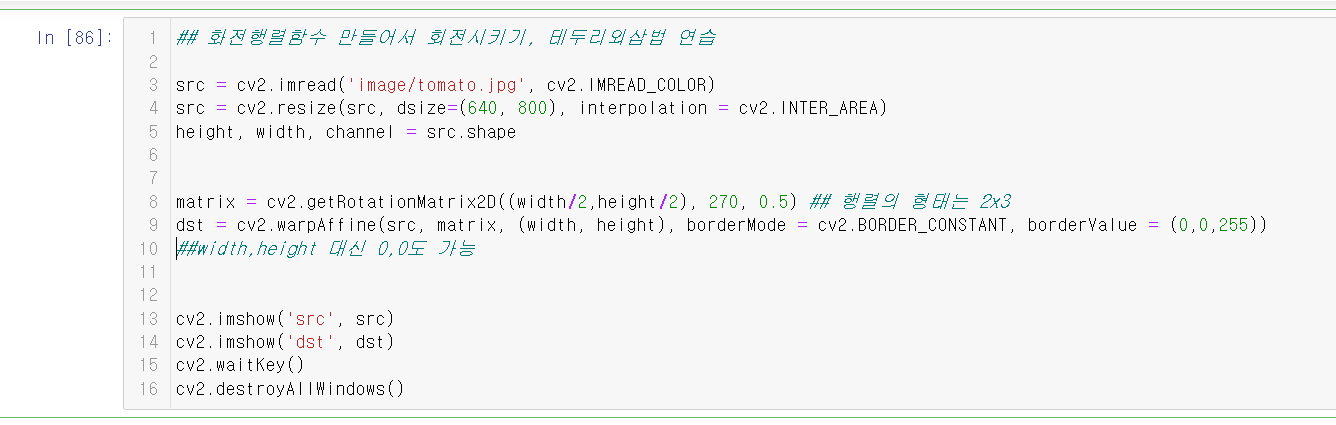 In [86]:
1 ## 회전행렬함수 만들어서 회전시키기, 테두리외삽법 연습
2
3 src = cv2.imread('image/tomato.jpg', cv2.IMREAD_COLOR)
4 src = cv2.resize(src, dsize=(640, 800), interpolation = cv2.INTER_AREA)
5 height, width, channel = src.shape
6
7
8 matrix = cv2.getRotationMatrix2D((width/2,height/2), 270, 0.5) ## 행렬의 형태는 2x3
9 dst = cv2.warpAffine(src, matrix, (width, height), borderMode = cv2.BORDER_CONSTANT, borderValue = (0,0,255))
10 ##width,height 대신 0,0도 가능
11
12
13 cv2.imshow('src', src)
14 cv2.imshow('dst', dst)
15 cv2.waitKey()
16 cv2.destroyAllWindows()